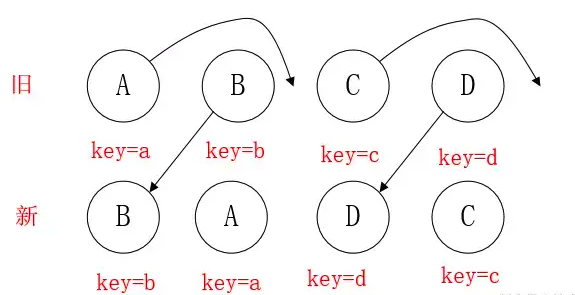 旧 A B C D
key=a key=b key=c key=d
新 B A D C
key=b key=a key=d key=c